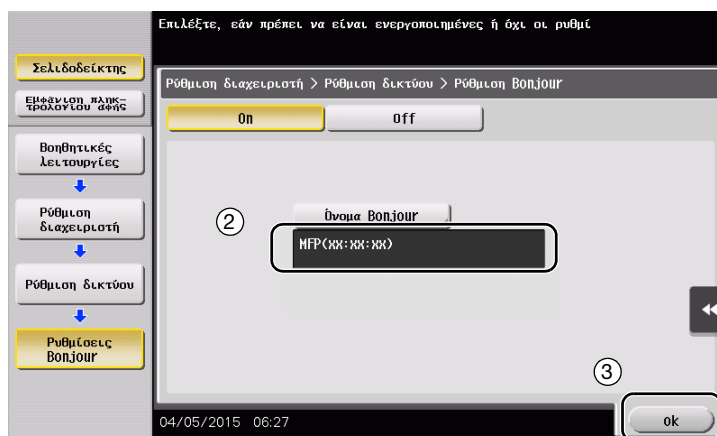 Επιλέξτε, εάν πρέπει να είναι ενεργοποιημένες ή όχι οι ρυθμί
Σελιδοδείκτης
Ρύθμιση διαχειριστή > Ρύθμιση δικτύου > Ρύθμιση Bonjour
Εμφάνιση πληκ-
τρολογίου αφής
On
Off
Βοηθητικές
λειτουργίες
Ρύθμιση
διαχειριστή
②
Όνομα Bonjour
MFP(xx:xx:xx)
Ρύθμιση δικτύου
Ρυθμίσεις
Bonjour
③
04/05/2015 06:27
ok